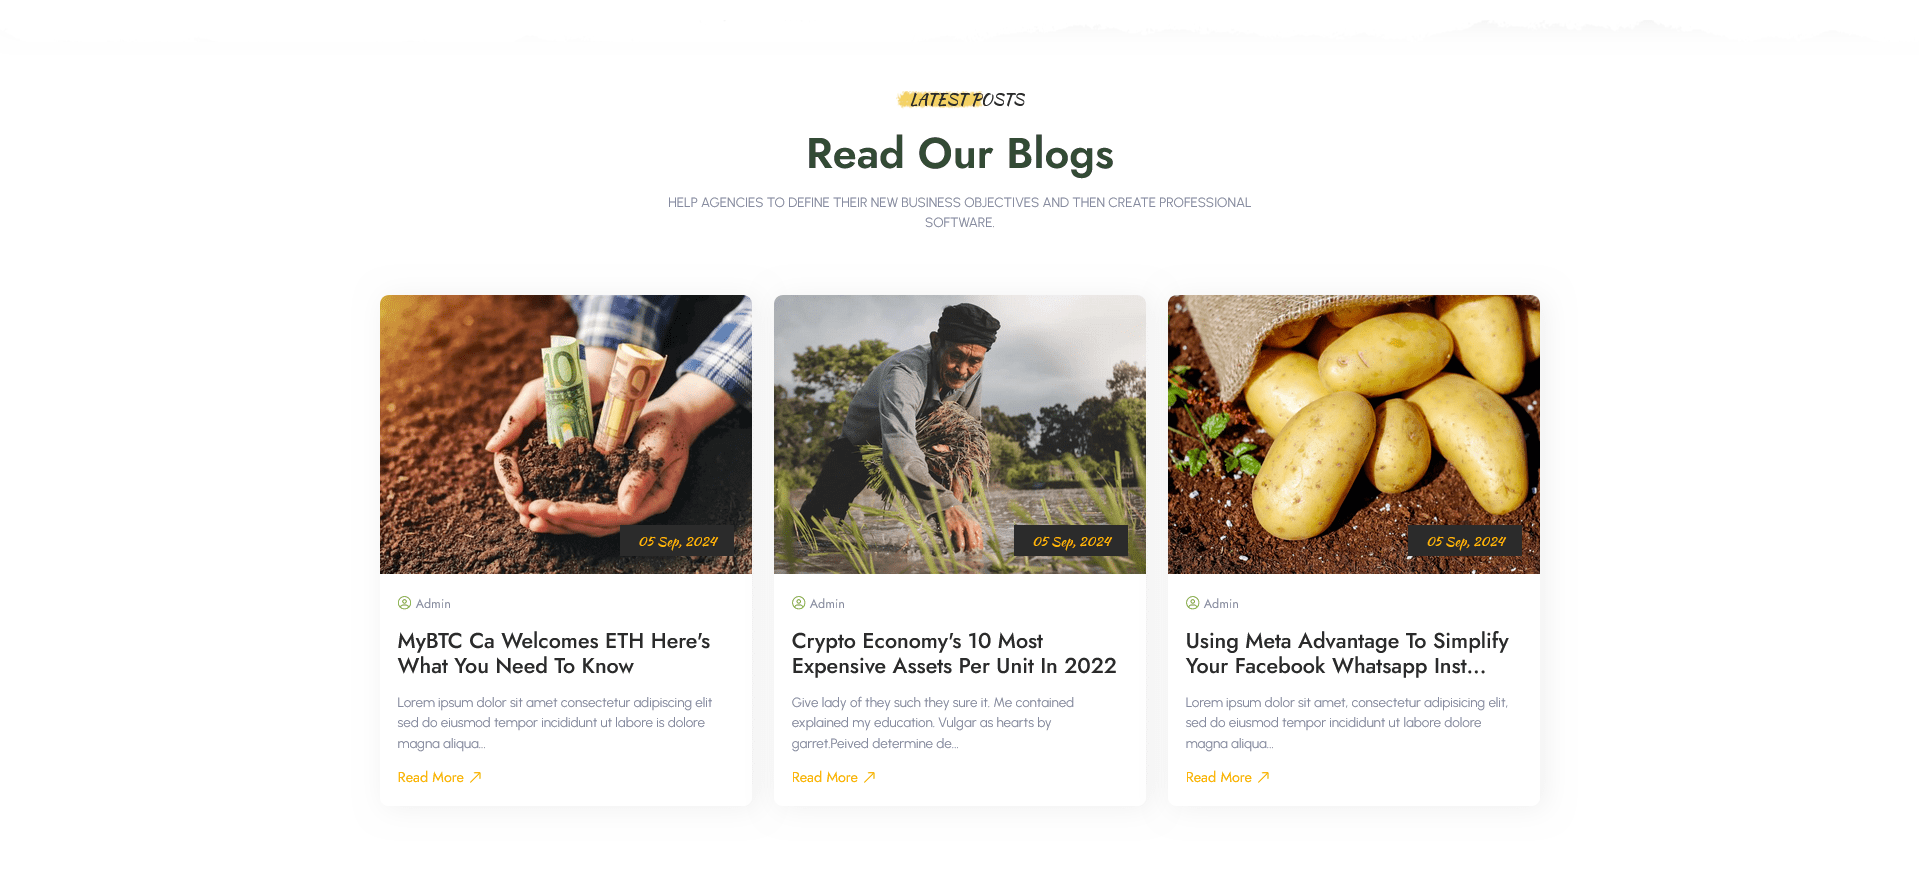 LATEST POSTS
Read Our Blogs
HELP AGENCIES TO DEFINE THEIR NEW BUSINESS OBJECTIVES AND THEN CREATE PROFESSIONAL
SOFTWARE.
10
05 Sep, 2024
Admin
MyBTC Ca Welcomes ETH Here's
What You Need To Know
Lorem ipsum dolor sit amet consectetur adipiscing elit
sed do eiusmod tempor incididunt ut labore is dolore
magna aliqua...
Read More
05 Sep, 2024
Admin
Crypto Economy's 10 Most
Expensive Assets Per Unit In 2022
Give lady of they such they sure it. Me contained
explained my education. Vulgar as hearts by
garret.Peived determine de...
Read More
05 Sep, 2024
Admin
Using Meta Advantage To Simplify
Your Facebook Whatsapp Inst...
Lorem ipsum dolor sit amet, consectetur adipisicing elit,
sed do eiusmod tempor incididunt ut labore dolore
magna aliqua...
Read More